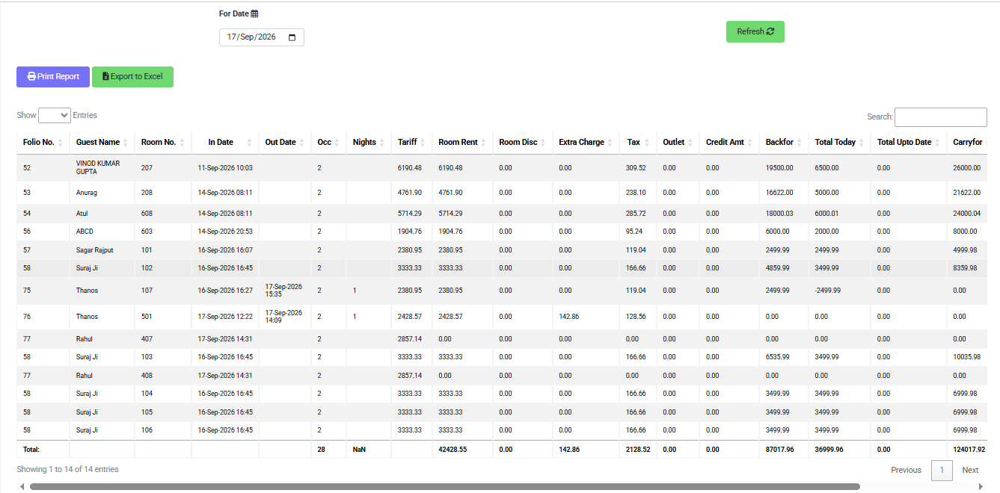 For Date
17/Sep/2026
Refresh
Print Report Export to Excel
Show Entries Search:
Folio No. Guest Name Room No. In Date Out Date Occ Nights Tariff Room Rent Room Disc Extra Charge Tax Outlet Credit Amt Backfor Total Today Total Upto Date Carryfor
52 VINOD KUMAR GUPTA 207 11-Sep-2026 10:03 2 6190.48 6190.48 0.00 0.00 309.52 0.00 0.00 19500.00 6500.00 0.00 26000.00
53 Anurag 208 14-Sep-2026 08:11 2 4761.90 4761.90 0.00 0.00 238.10 0.00 0.00 16622.00 5000.00 0.00 21622.00
54 Atul 608 14-Sep-2026 08:11 2 5714.29 5714.29 0.00 0.00 285.72 0.00 0.00 18000.03 6000.01 0.00 24000.04
56 ABCD 603 14-Sep-2026 20:53 2 1904.76 1904.76 0.00 0.00 95.24 0.00 0.00 6000.00 2000.00 0.00 8000.00
57 Sagar Rajput 101 16-Sep-2026 16:07 2 2380.95 2380.95 0.00 0.00 119.04 0.00 0.00 2499.99 2499.99 0.00 4999.98
58 Suraj Ji 102 16-Sep-2026 16:45 2 3333.33 3333.33 0.00 0.00 166.66 0.00 0.00 4859.99 3499.99 0.00 8359.98
75 Thanos 107 16-Sep-2026 16:27 17-Sep-2026 15:35 2 1 2380.95 2380.95 0.00 0.00 119.04 0.00 0.00 2499.99 -2499.99 0.00 0.00
76 Thanos 501 17-Sep-2026 12:22 17-Sep-2026 14:09 2 1 2428.57 2428.57 0.00 142.86 128.56 0.00 0.00 0.00 0.00 0.00 0.00
77 Rahul 407 17-Sep-2026 14:31 2 2857.14 0.00 0.00 0.00 0.00 0.00 0.00 0.00 0.00 0.00 0.00
58 Suraj Ji 103 16-Sep-2026 16:45 2 3333.33 3333.33 0.00 0.00 166.66 0.00 0.00 6535.99 3499.99 0.00 10035.98
77 Rahul 408 17-Sep-2026 14:31 2 2857.14 0.00 0.00 0.00 0.00 0.00 0.00 0.00 0.00 0.00 0.00
58 Suraj Ji 104 16-Sep-2026 16:45 2 3333.33 3333.33 0.00 0.00 166.66 0.00 0.00 3499.99 3499.99 0.00 6999.98
58 Suraj Ji 105 16-Sep-2026 16:45 2 3333.33 3333.33 0.00 0.00 166.66 0.00 0.00 3499.99 3499.99 0.00 6999.98
58 Suraj Ji 106 16-Sep-2026 16:45 2 3333.33 3333.33 0.00 0.00 166.66 0.00 0.00 3499.99 3499.99 0.00 6999.98
Total: 28 NaN 42428.55 0.00 142.86 2128.52 0.00 0.00 87017.96 36999.96 0.00 124017.92
Showing 1 to 14 of 14 entries
Previous 1 Next